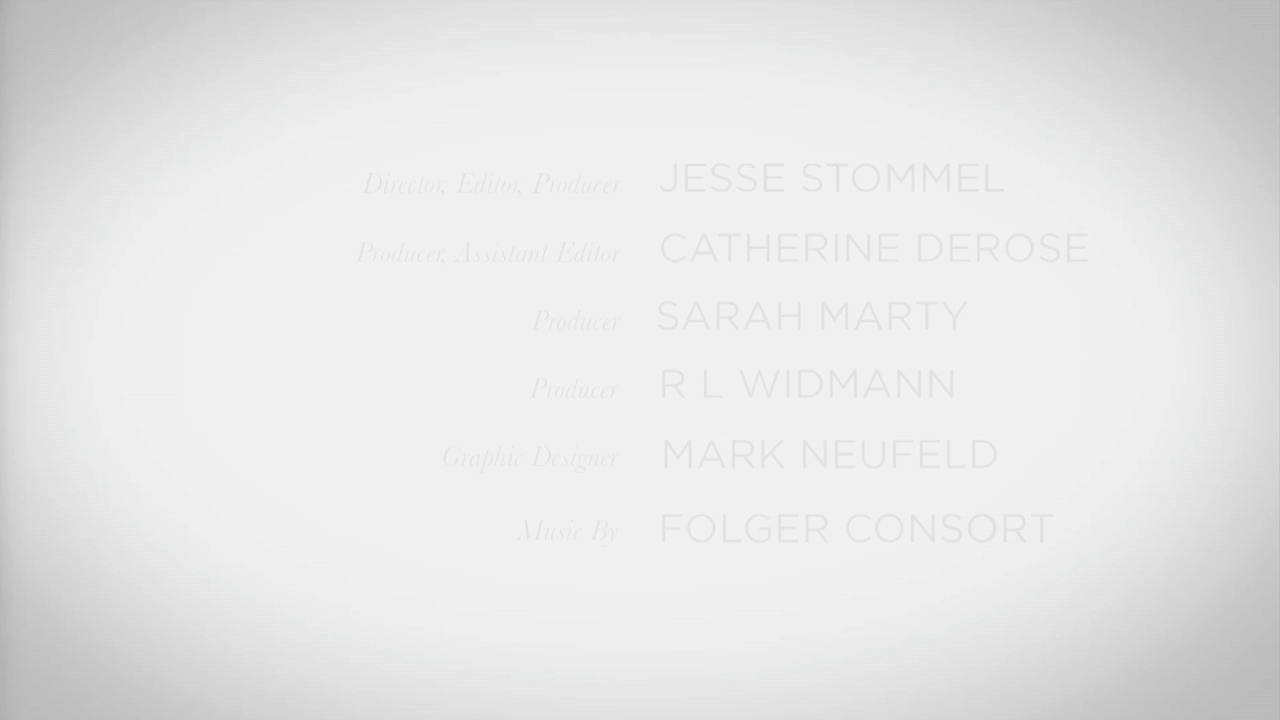 Director, Editor, Producer JESSE STOMMEL
Producer, Assistant Editor CATHERINE DEROSE
Producer SARAH MARTY
Producer R L WIDMANN
Graphic Designer MARK NEUFELD
Music By FOLGER CONSORT